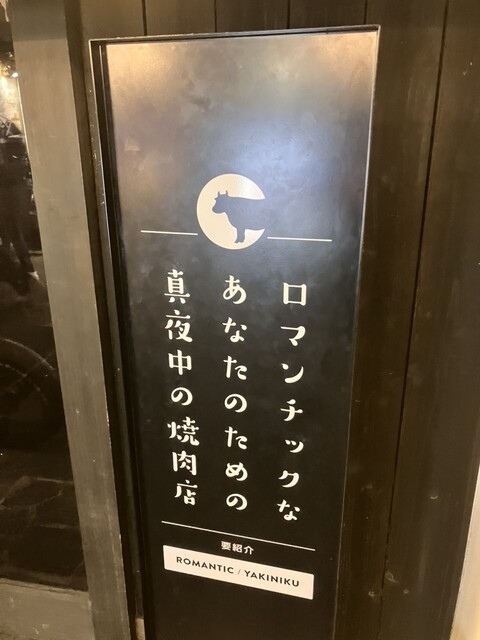 ロマンチックな
あなたのための
真夜中の焼肉店
要紹介
ROMANTIC / YAKINIKU